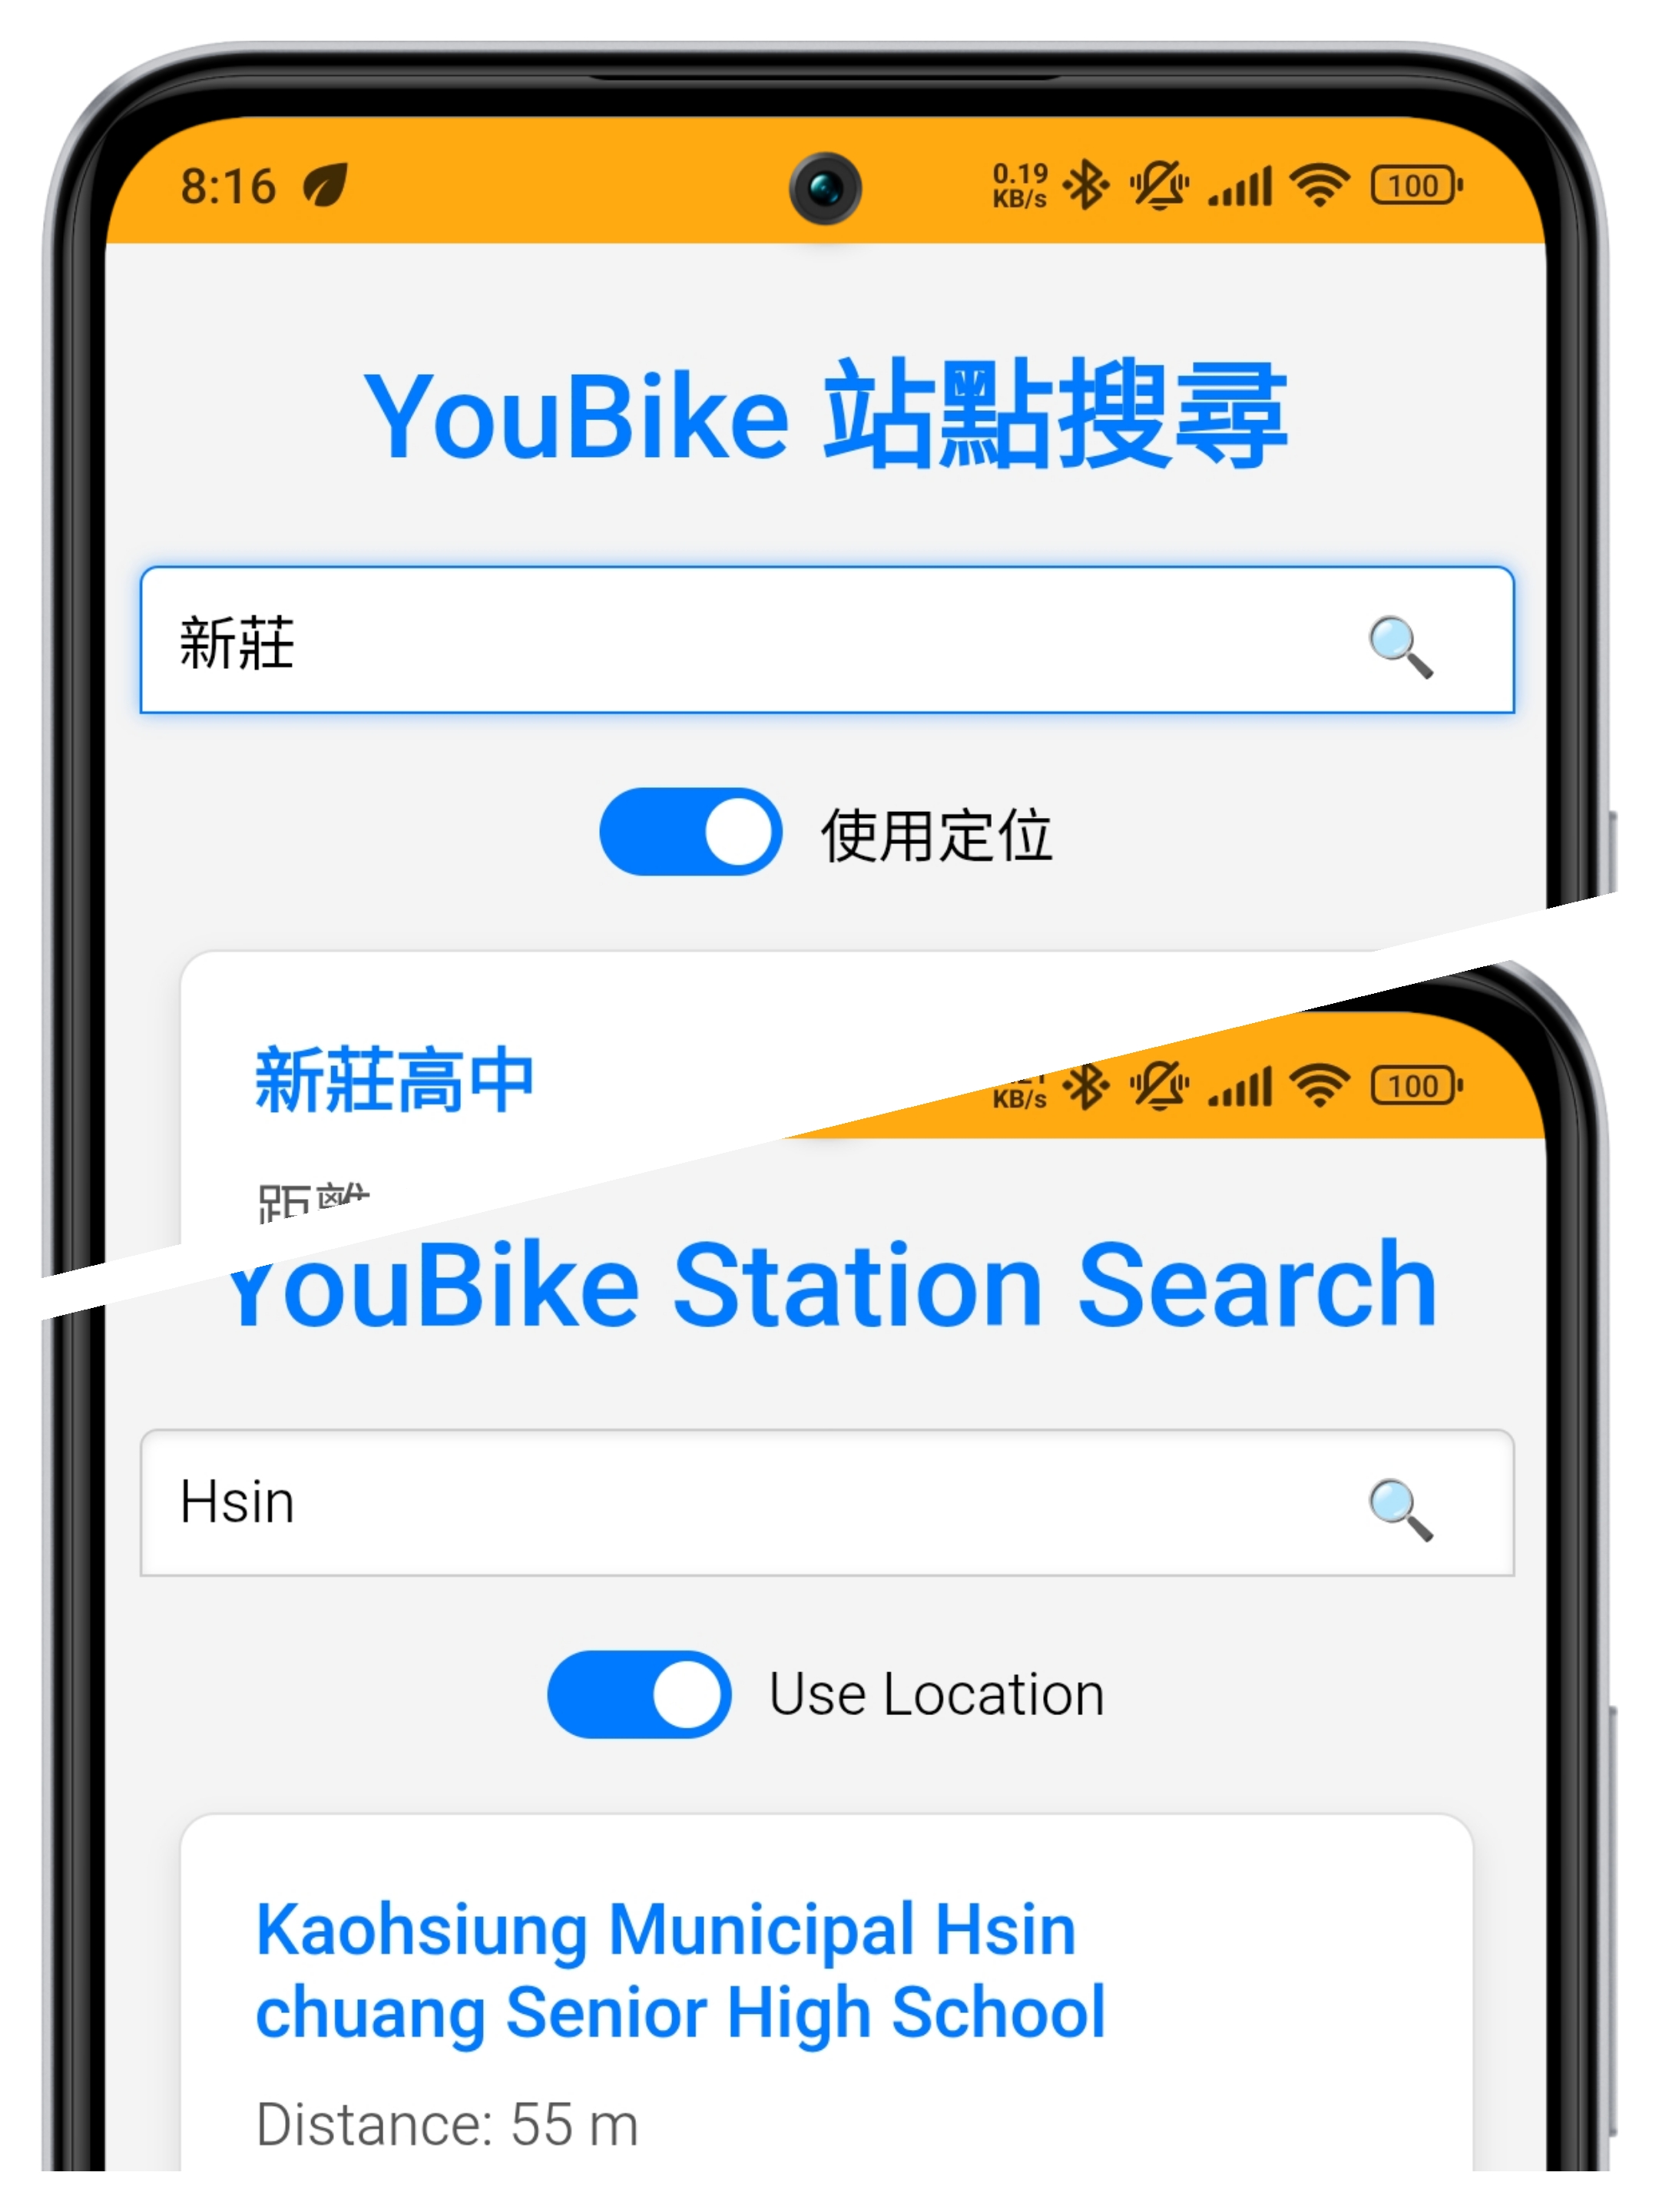 8:16
0.19
KB/s
100
YouBike 站點搜尋
新莊
使用定位
新莊高中
距離
KB/s
100
YouBike Station Search
Hsin
Use Location
Kaohsiung Municipal Hsin
chuang Senior High School
Distance: 55 m